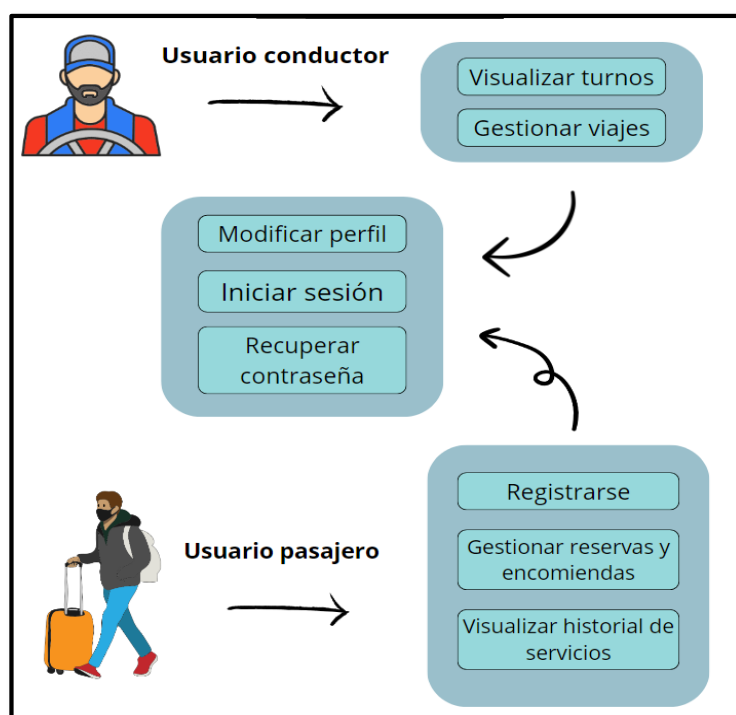 Usuario conductor
Visualizar turnos
Gestionar viajes
Modificar perfil
Iniciar sesión
Recuperar
contraseña
Usuario pasajero
Registrarse
Gestionar reservas y
encomiendas
Visualizar historial de
servicios